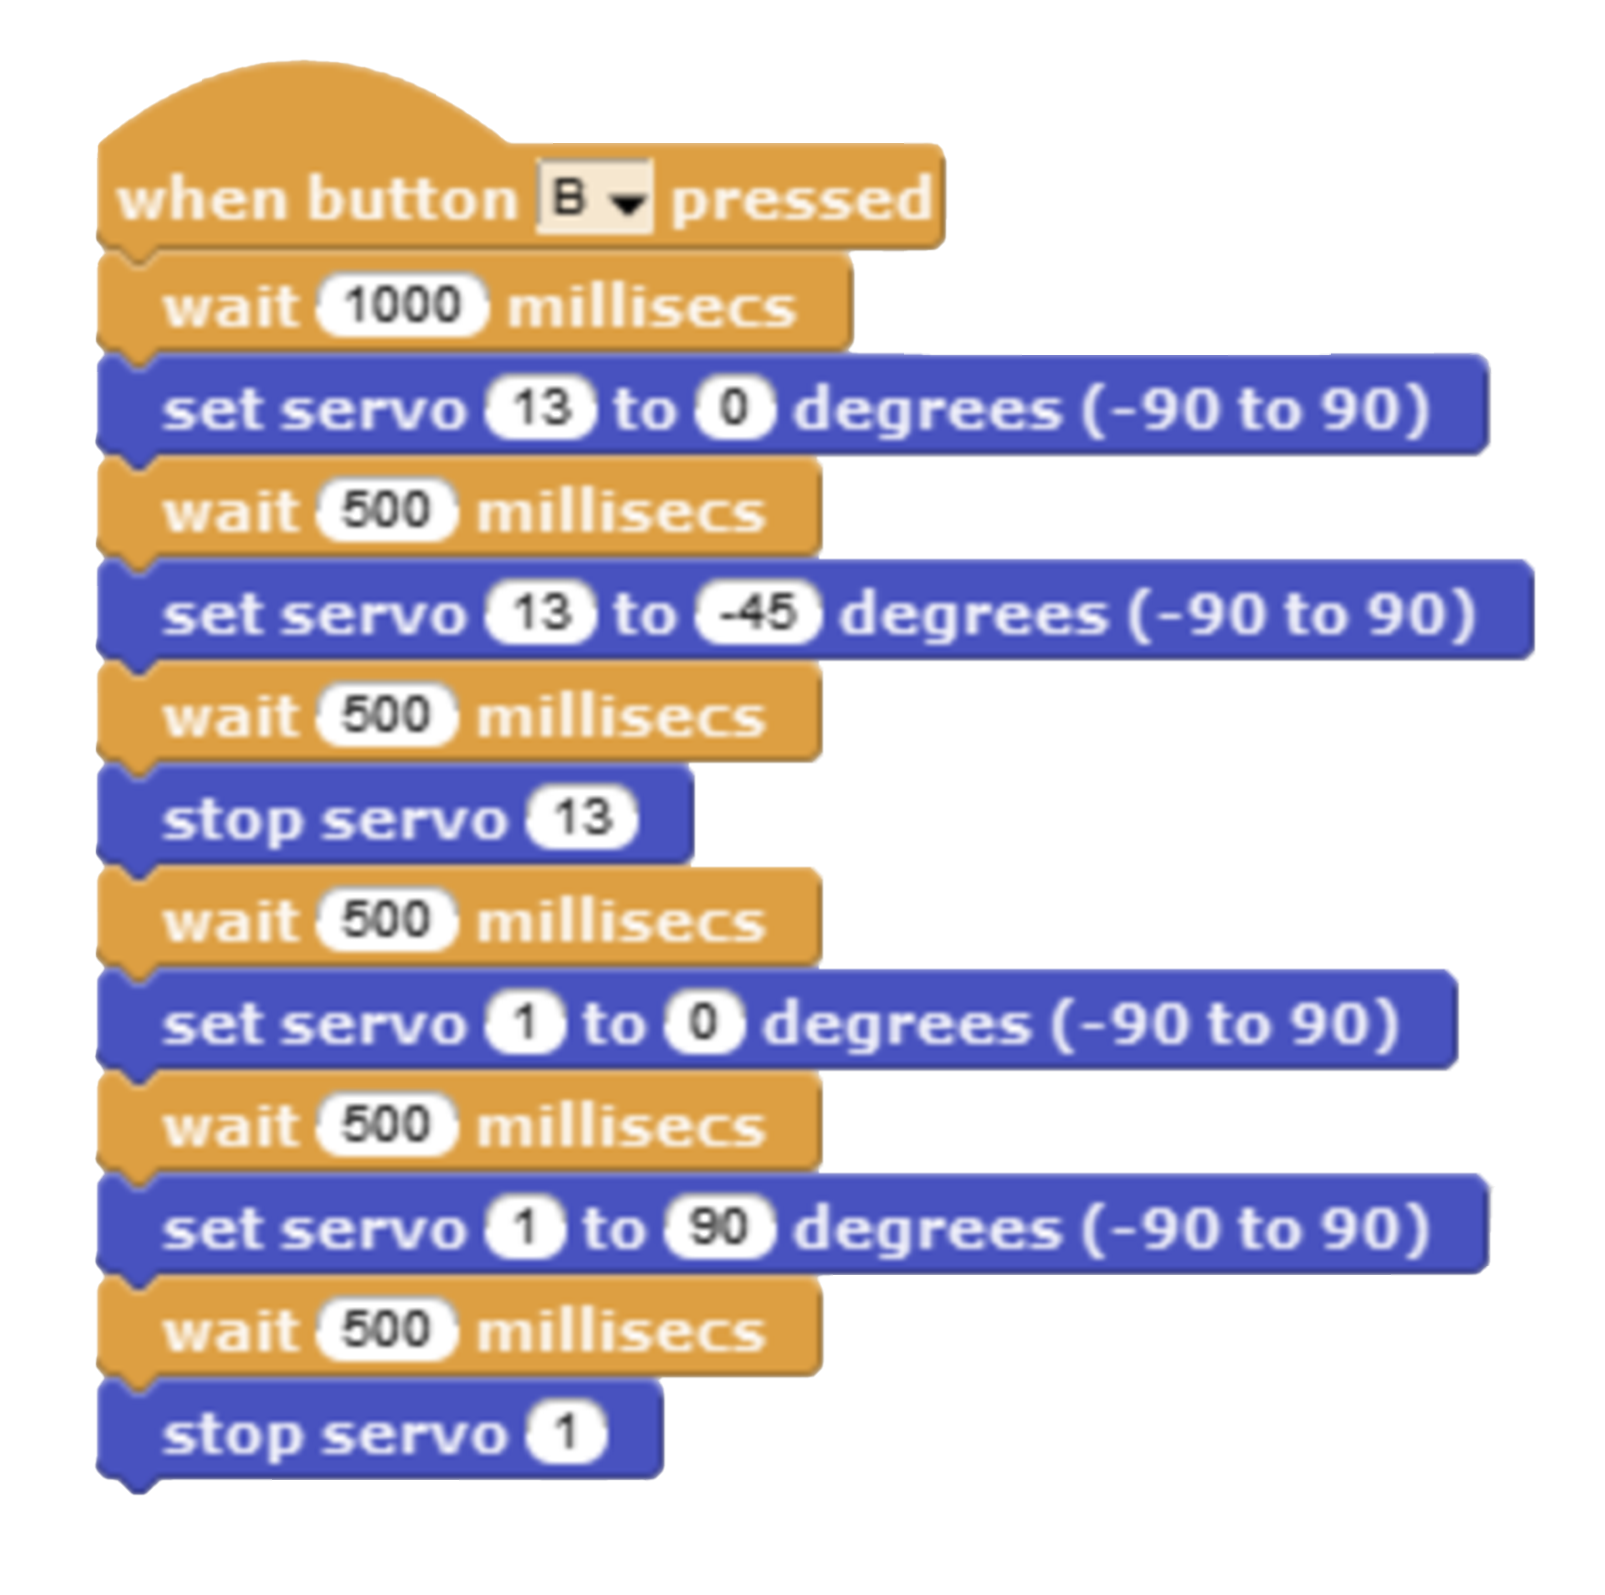 when button B pressed
wait 1000 millisecs
set servo 13 to 0 degrees (-90 to 90)
wait 500 millisecs
set servo 13 to -45 degrees (-90 to 90)
wait 500 millisecs
stop servo 13
wait 500 millisecs
set servo 1 to 0 degrees (-90 to 90)
wait 500 millisecs
set servo 1 to 90 degrees (-90 to 90)
wait 500 millisecs
stop servo 1